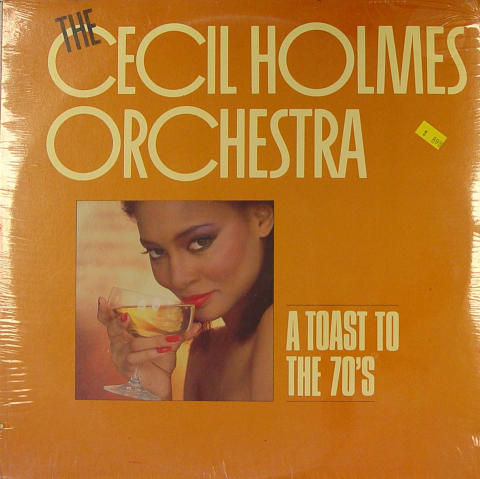 THE
CECIL HOLMES
ORCHESTRA
A TOAST TO
THE 70'S